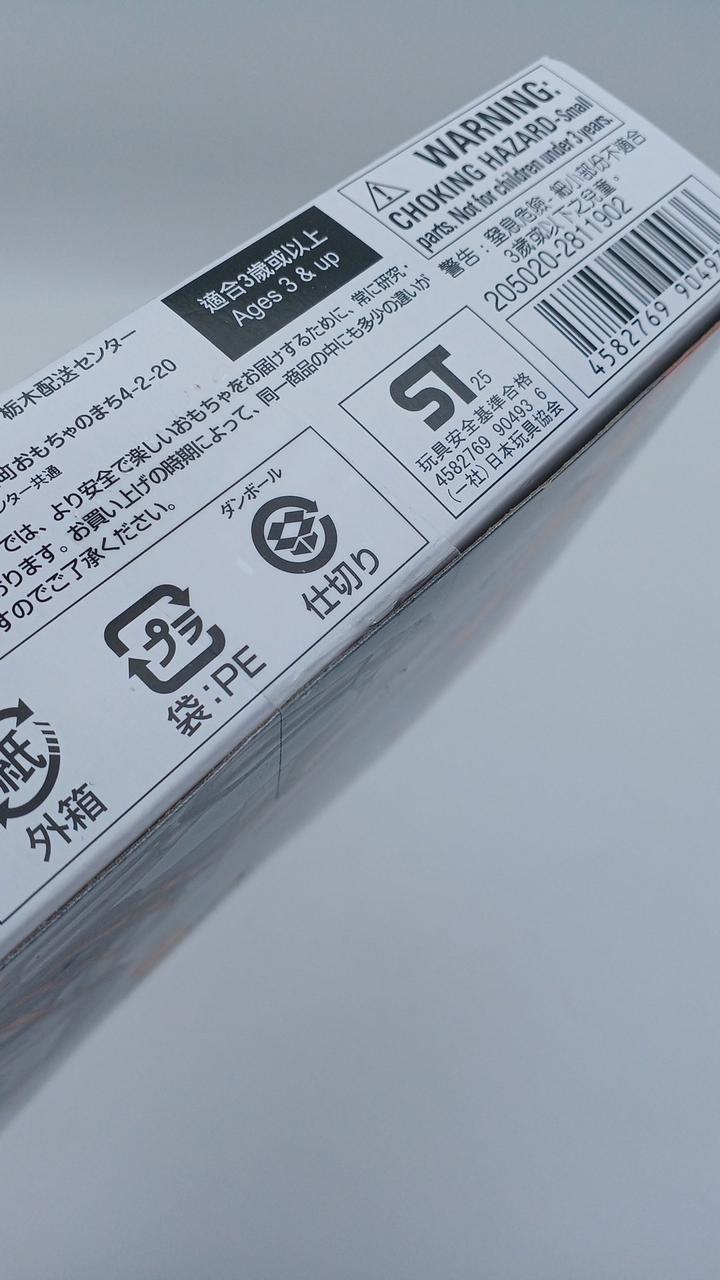 WARNING:
CHOKING HAZARD-Small
parts. Not for children under 3 years.
警告：窒息危險-細小部份不適合
3歲或以下之兒童。
205020-2811902
4582769 90493
適合3歲或以上
Ages 3 & up
栃木配送センター
町おもちゃのまち4-2-20
ンター共通
では、より安全で楽しいおもちゃをお届けするために、常に研究・
おります。お買い上げの時期によって、同一商品の中にも多少の違いが
すのでご了承ください。
ST 25
玩具安全基準合格
4582769 90493 6
(一社)日本玩具協会
ダンボール
仕切り
プラ
袋：PE
紙
外箱